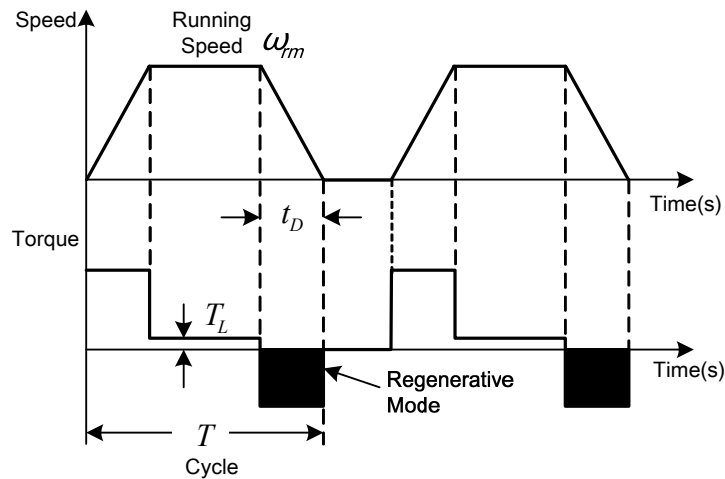 Speed
Running
Speed
ω_rm
Time(s)
t_D
Torque
T_L
Time(s)
Regenerative
Mode
T
Cycle